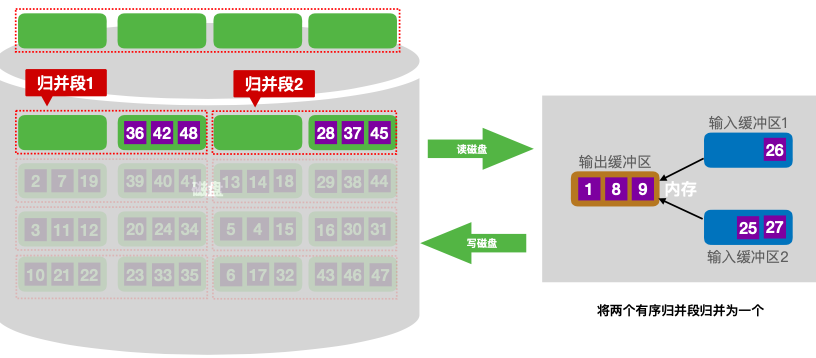 归并段1
归并段2
36 42 48
28 37 45
2 7 19
39 40 41
13 14 18
29 38 44
磁盘
3 11 12
20 24 34
5 4 15
16 30 31
10 21 22
23 33 35
6 17 32
43 46 47
读磁盘
写磁盘
输入缓冲区1
26
输出缓冲区
1 8 9
内存
25 27
输入缓冲区2
将两个有序归并段归并为一个